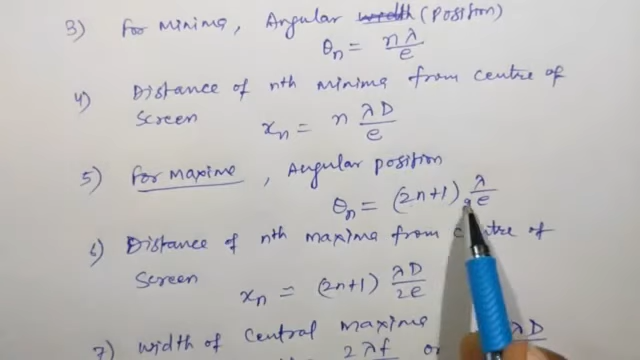 3) For Minima, Angular width (Position)
θn = nλ/e
4) Distance of nth minima from centre of
Screen
xn = n λD/e
5) For maxima, Angular position
θn = (2n+1) λ/2e
6) Distance of nth maxima from centre of
Screen
xn = (2n+1) λD/2e
7) Width of Central maxima
2λf or λD